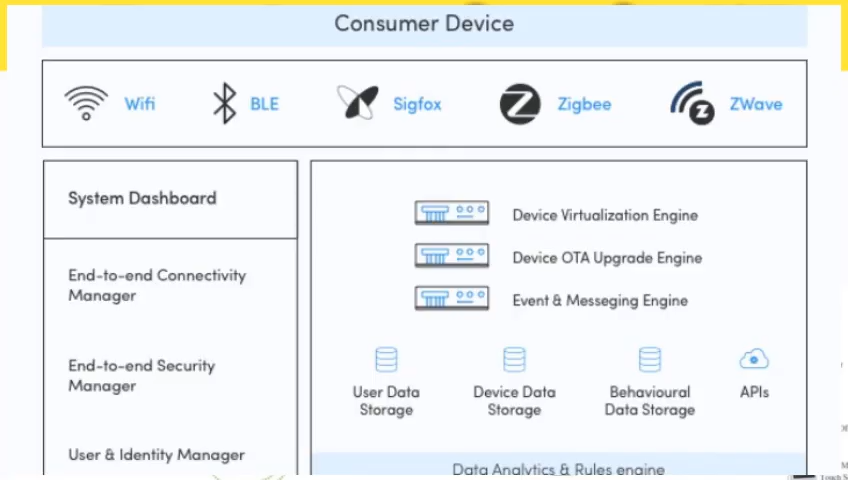 Consumer Device
Wifi
BLE
Sigfox
Zigbee
ZWave
System Dashboard
End-to-end Connectivity
Manager
End-to-end Security
Manager
User & Identity Manager
Device Virtualization Engine
Device OTA Upgrade Engine
Event & Messeging Engine
User Data
Storage
Device Data
Storage
Behavioural
Data Storage
APIs
Data Analytics & Rules engine